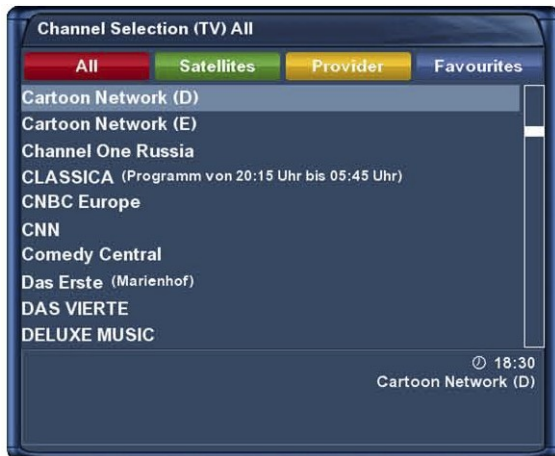 Channel Selection (TV) All
All Satellites Provider Favourites
Cartoon Network (D)
Cartoon Network (E)
Channel One Russia
CLASSICA (Programm von 20:15 Uhr bis 05:45 Uhr)
CNBC Europe
CNN
Comedy Central
Das Erste (Marienhof)
DAS VIERTE
DELUXE MUSIC
18:30
Cartoon Network (D)